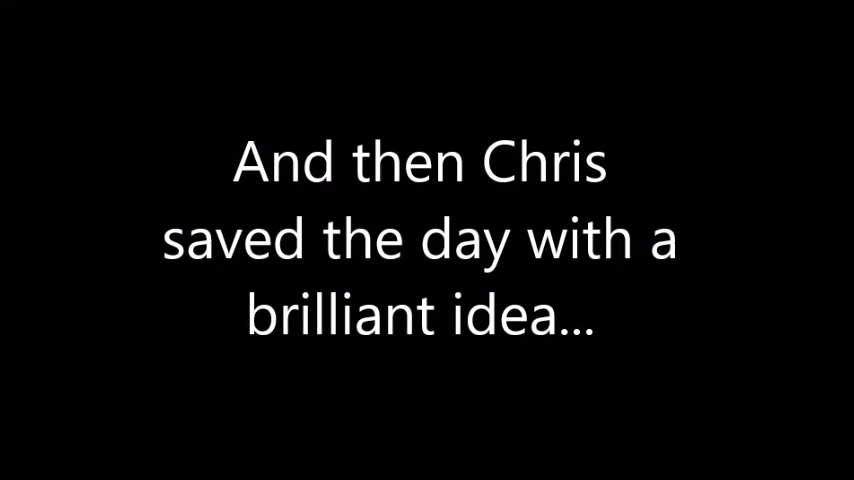 And then Chris
saved the day with a
brilliant idea...